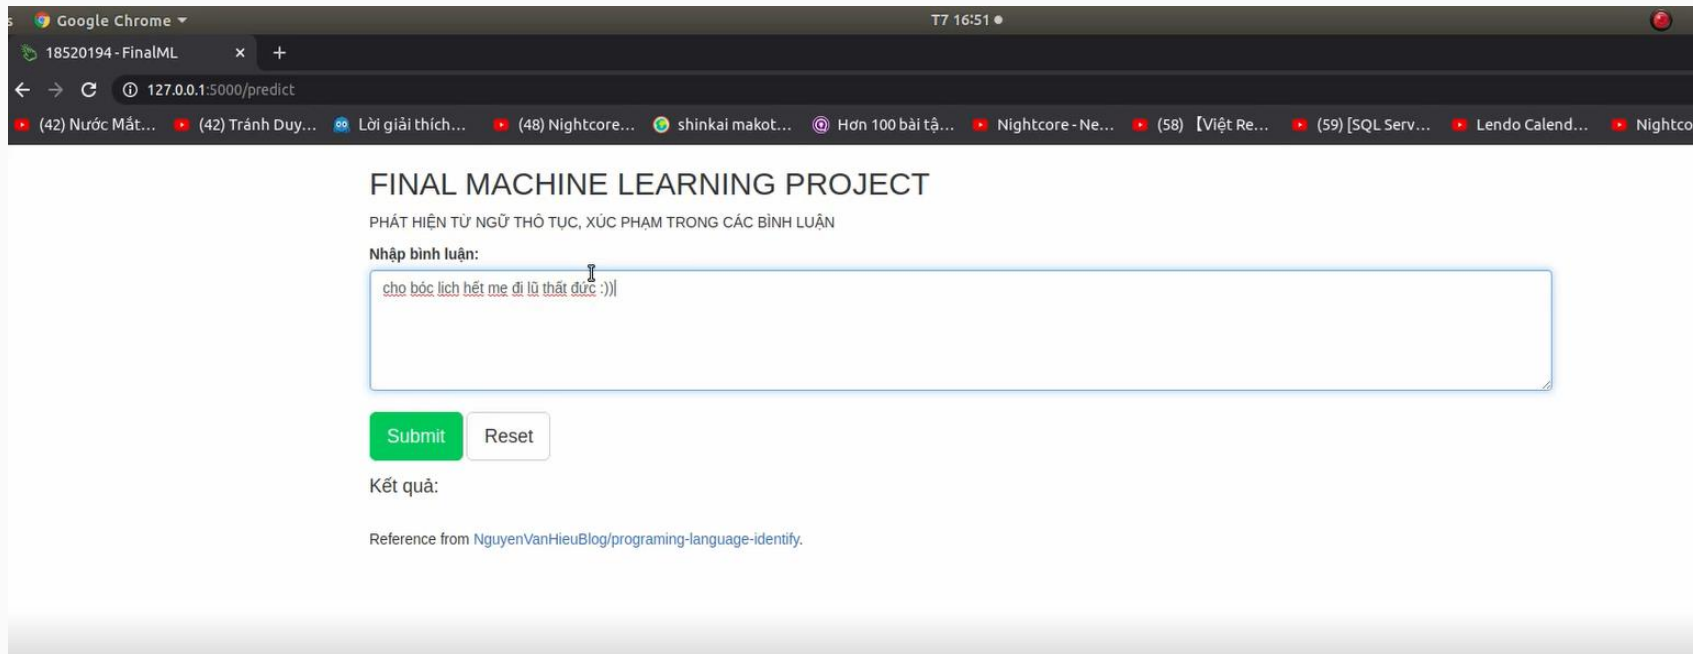 Google Chrome T7 16:51
18520194 - FinalML
127.0.0.1:5000/predict
(42) Nước Mắt... (42) Tránh Duy... Lời giải thích... (48) Nightcore... shinkai makot... Hơn 100 bài tậ... Nightcore - Ne... (58) 【Việt Re... (59) [SQL Serv... Lendo Calend... Nightco
FINAL MACHINE LEARNING PROJECT
PHÁT HIỆN TỪ NGỮ THÔ TỤC, XÚC PHẠM TRONG CÁC BÌNH LUẬN
Nhập bình luận:
cho bóc lich hết mẹ đi lũ thất đức :))
Submit Reset
Kết quả:
Reference from NguyenVanHieuBlog/programing-language-identify.